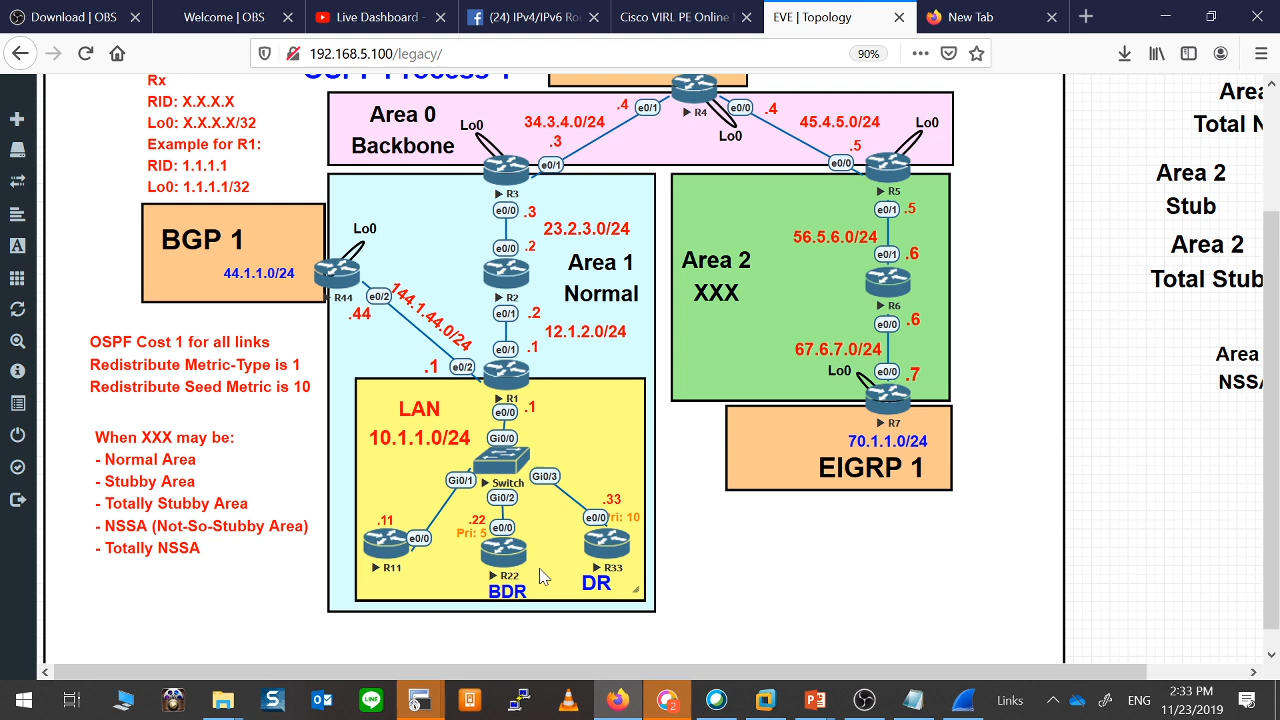 Download | OBS
Welcome | OBS
Live Dashboard -
(24) IPv4/IPv6 Ro
Cisco VIRL PE Online
EVE | Topology
New Tab
192.168.5.100/legacy/
90%
Rx
RID: X.X.X.X
Lo0: X.X.X.X/32
Example for R1:
RID: 1.1.1.1
Lo0: 1.1.1.1/32
Area 0
Backbone
Lo0
34.3.4.0/24
.4
e0/1
R4
e0/0
.4
Lo0
45.4.5.0/24
Lo0
.3
e0/1
.5
e0/0
R3
R5
BGP 1
44.1.1.0/24
Lo0
R44
e0/2
.44
144.1.44.0/24
e0/0
.3
23.2.3.0/24
e0/0
.2
Area 1
Normal
R2
e0/1
.2
12.1.2.0/24
e0/1
.1
.1
e0/2
R1
Area 2
XXX
e0/1
.5
56.5.6.0/24
e0/1
.6
R6
e0/0
.6
67.6.7.0/24
Lo0
e0/0
.7
R7
70.1.1.0/24
EIGRP 1
OSPF Cost 1 for all links
Redistribute Metric-Type is 1
Redistribute Seed Metric is 10
When XXX may be:
- Normal Area
- Stubby Area
- Totally Stubby Area
- NSSA (Not-So-Stubby Area)
- Totally NSSA
LAN
10.1.1.0/24
e0/0
.1
Gi0/0
Switch
Gi0/1
Gi0/2
Gi0/3
.11
e0/0
R11
.22
Pri: 5
e0/0
R22
BDR
.33
e0/0
Pri: 10
R33
DR
Area 2
Stub
Area 2
Total Stub
Area
Links
ENG
2:33 PM
11/23/2019